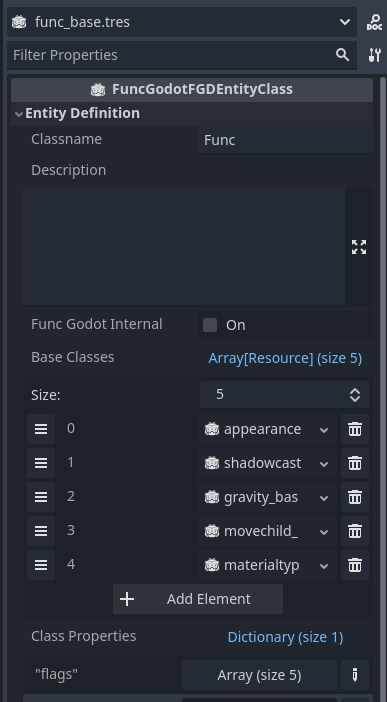 func_base.tres
DOC
Filter Properties
FuncGodotFGDEntityClass
Entity Definition
Classname Func
Description
Func Godot Internal On
Base Classes Array[Resource] (size 5)
Size: 5
0 appearance
1 shadowcast
2 gravity_bas
3 movechild_
4 materialtyp
Add Element
Class Properties Dictionary (size 1)
"flags" Array (size 5)